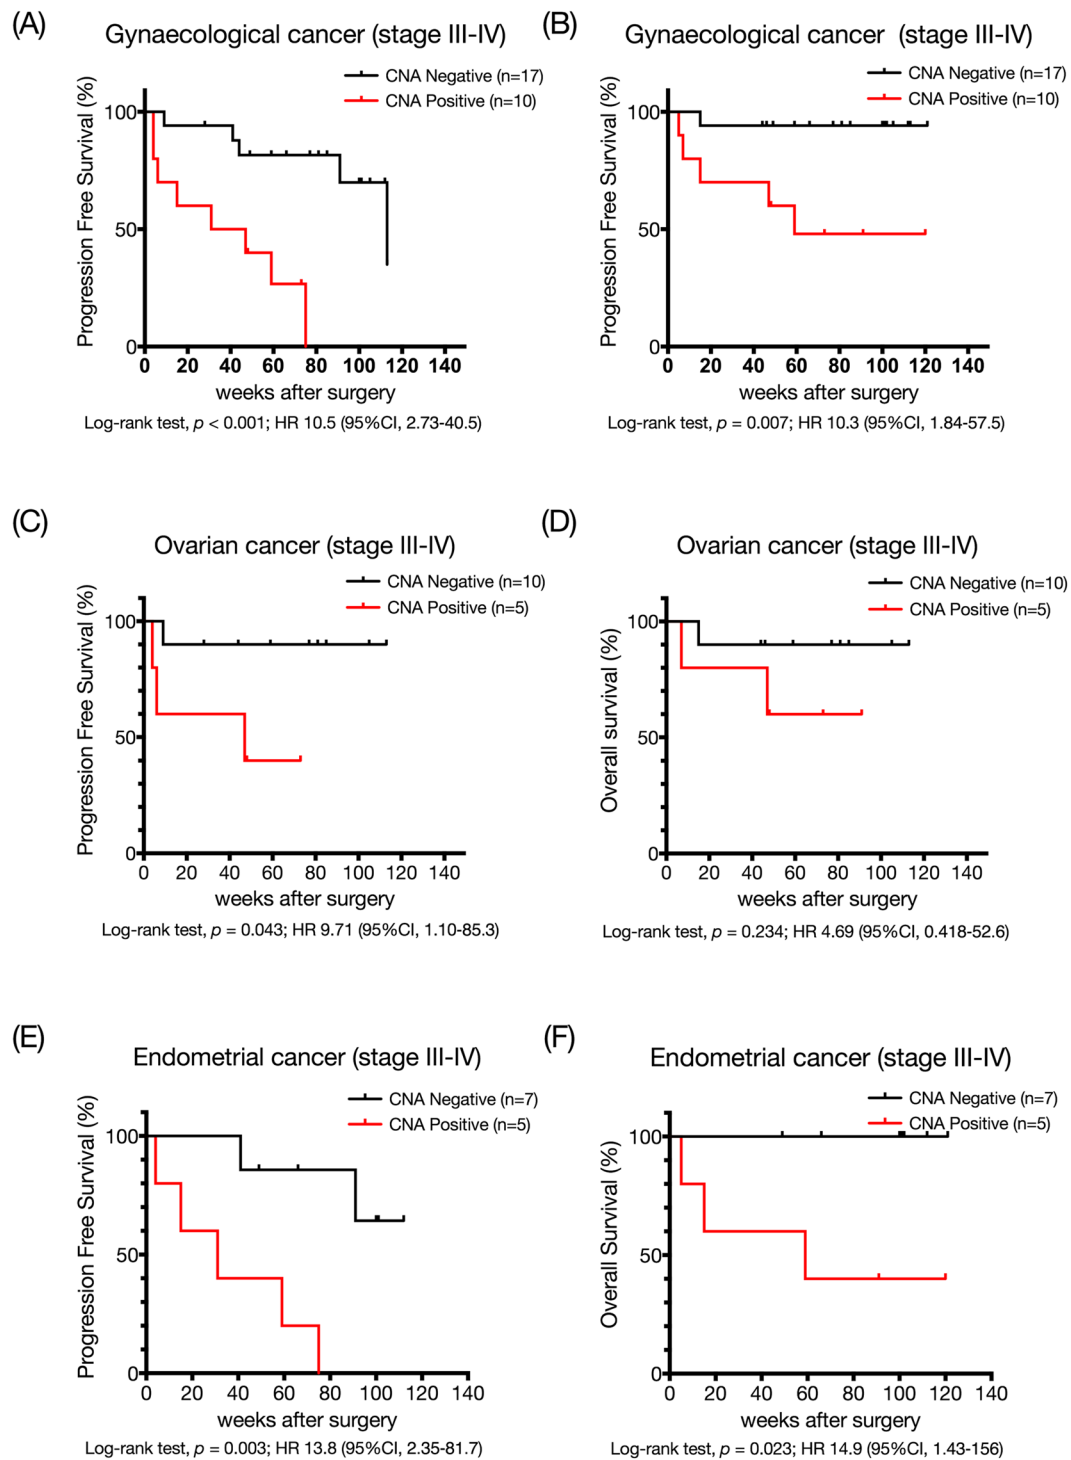 (A)
Gynaecological cancer (stage III-IV)
CNA Negative (n=17)
CNA Positive (n=10)
Progression Free Survival (%)
100
50
0
0 20 40 60 80 100 120 140
weeks after surgery
Log-rank test, p < 0.001; HR 10.5 (95%CI, 2.73-40.5)
(B)
Gynaecological cancer (stage III-IV)
CNA Negative (n=17)
CNA Positive (n=10)
Progression Free Survival (%)
100
50
0
0 20 40 60 80 100 120 140
weeks after surgery
Log-rank test, p = 0.007; HR 10.3 (95%CI, 1.84-57.5)
(C)
Ovarian cancer (stage III-IV)
CNA Negative (n=10)
CNA Positive (n=5)
Progression Free Survival (%)
100
50
0
0 20 40 60 80 100 120 140
weeks after surgery
Log-rank test, p = 0.043; HR 9.71 (95%CI, 1.10-85.3)
(D)
Ovarian cancer (stage III-IV)
CNA Negative (n=10)
CNA Positive (n=5)
Overall survival (%)
100
50
0
0 20 40 60 80 100 120 140
weeks after surgery
Log-rank test, p = 0.234; HR 4.69 (95%CI, 0.418-52.6)
(E)
Endometrial cancer (stage III-IV)
CNA Negative (n=7)
CNA Positive (n=5)
Progression Free Survival (%)
100
50
0
0 20 40 60 80 100 120 140
weeks after surgery
Log-rank test, p = 0.003; HR 13.8 (95%CI, 2.35-81.7)
(F)
Endometrial cancer (stage III-IV)
CNA Negative (n=7)
CNA Positive (n=5)
Overall Survival (%)
100
50
0
0 20 40 60 80 100 120 140
weeks after surgery
Log-rank test, p = 0.023; HR 14.9 (95%CI, 1.43-156)